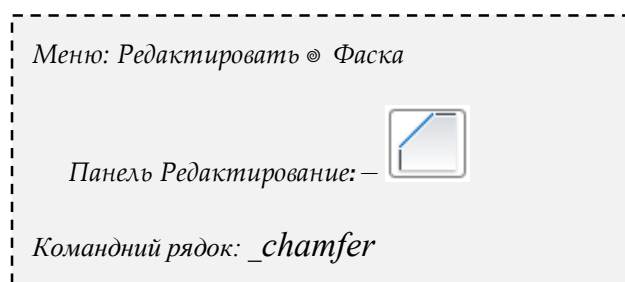 Меню: Редактировать ⊚ Фаска
Панель Редактирование: –
Командний рядок: _chamfer